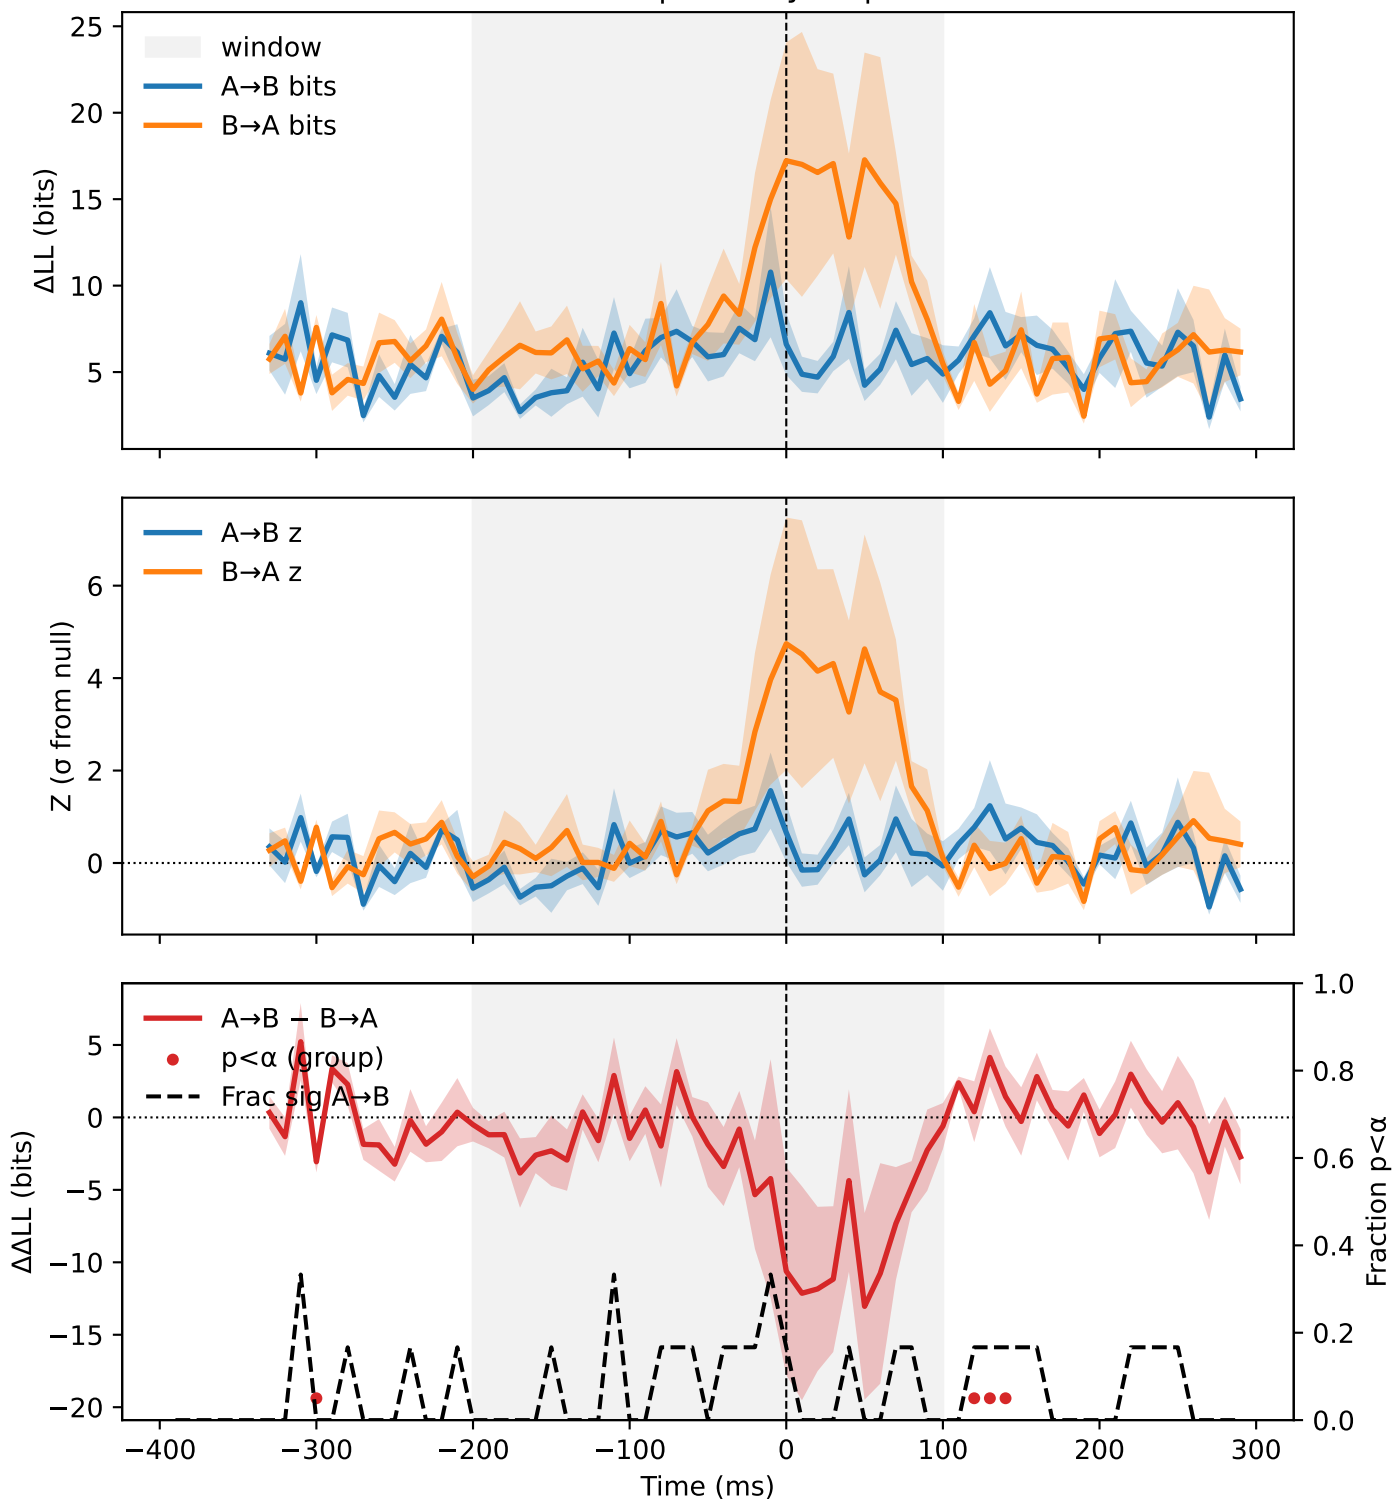 25
20
15
10
5
ΔLL (bits)
window
A→B bits
B→A bits
6
4
2
0
Z (σ from null)
A→B z
B→A z
5
0
−5
−10
−15
−20
ΔΔLL (bits)
A→B − B→A
p<α (group)
Frac sig A→B
1.0
0.8
0.6
0.4
0.2
0.0
Fraction p<α
−400 −300 −200 −100 0 100 200 300
Time (ms)